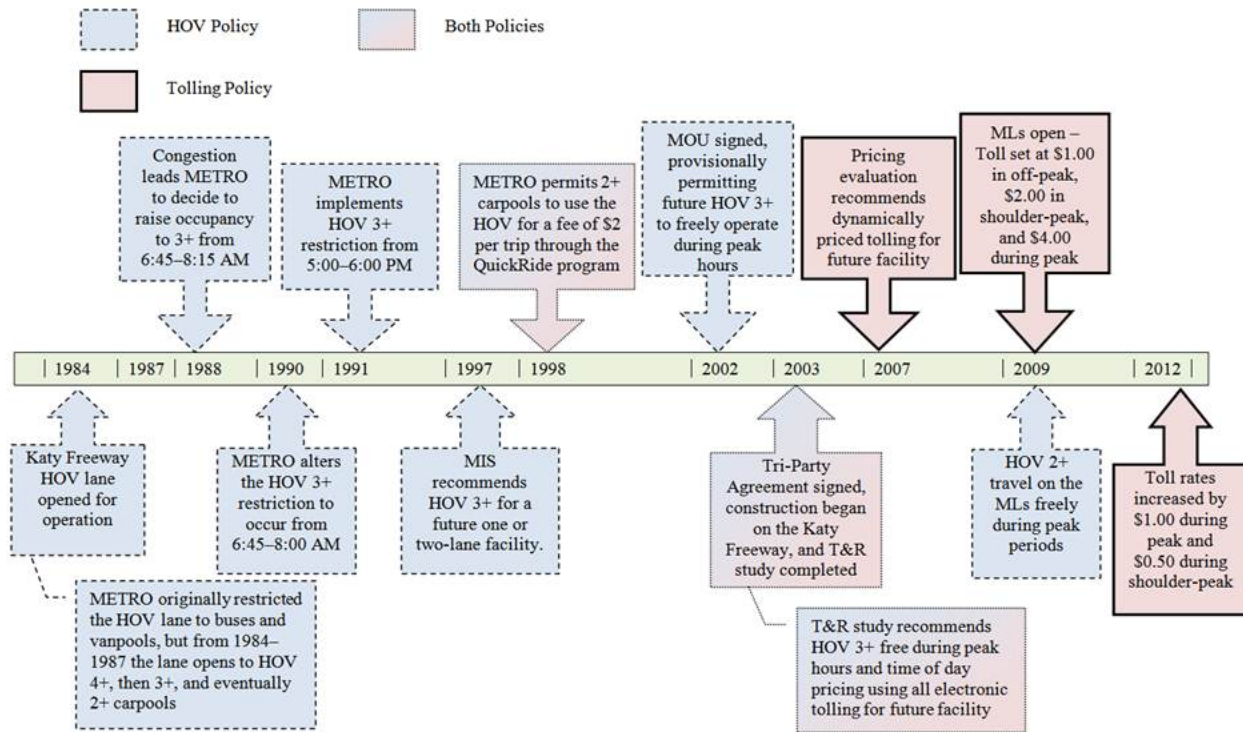 HOV Policy
Both Policies
Tolling Policy
Congestion
leads METRO
to decide to
raise occupancy
to 3+ from
6:45–8:15 AM
METRO
implements
HOV 3+
restriction from
5:00–6:00 PM
METRO permits 2+
carpools to use the
HOV for a fee of $2
per trip through the
QuickRide program
MOU signed,
provisionally
permitting
future HOV 3+
to freely operate
during peak
hours
Pricing
evaluation
recommends
dynamically
priced tolling for
future facility
MLs open –
Toll set at $1.00
in off-peak,
$2.00 in
shoulder-peak,
and $4.00
during peak
1984 1987 1988 1990 1991 1997 1998 2002 2003 2007 2009 2012
Katy Freeway
HOV lane
opened for
operation
METRO originally restricted
the HOV lane to buses and
vanpools, but from 1984–
1987 the lane opens to HOV
4+, then 3+, and eventually
2+ carpools
METRO alters
the HOV 3+
restriction to
occur from
6:45–8:00 AM
MIS
recommends
HOV 3+ for a
future one or
two-lane facility.
Tri-Party
Agreement signed,
construction began
on the Katy
Freeway, and T&R
study completed
T&R study recommends
HOV 3+ free during peak
hours and time of day
pricing using all electronic
tolling for future facility
HOV 2+
travel on the
MLs freely
during peak
periods
Toll rates
increased by
$1.00 during
peak and
$0.50 during
shoulder-peak